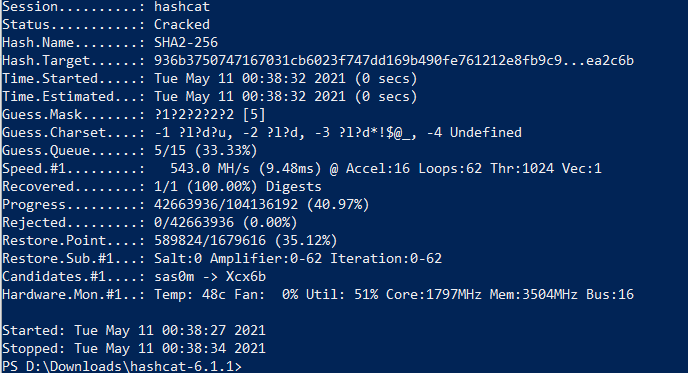 Session..........: hashcat
Status...........: Cracked
Hash.Name........: SHA2-256
Hash.Target......: 936b3750747167031cb6023f747dd169b490fe761212e8fb9c9...ea2c6b
Time.Started.....: Tue May 11 00:38:32 2021 (0 secs)
Time.Estimated...: Tue May 11 00:38:32 2021 (0 secs)
Guess.Mask.......: ?1?2?2?2?2 [5]
Guess.Charset....: -1 ?l?d?u, -2 ?l?d, -3 ?l?d*!$@_, -4 Undefined
Guess.Queue......: 5/15 (33.33%)
Speed.#1.........:   543.0 MH/s (9.48ms) @ Accel:16 Loops:62 Thr:1024 Vec:1
Recovered........: 1/1 (100.00%) Digests
Progress.........: 42663936/104136192 (40.97%)
Rejected.........: 0/42663936 (0.00%)
Restore.Point....: 589824/1679616 (35.12%)
Restore.Sub.#1...: Salt:0 Amplifier:0-62 Iteration:0-62
Candidates.#1....: sas0m -> Xcx6b
Hardware.Mon.#1..: Temp: 48c Fan:  0% Util: 51% Core:1797MHz Mem:3504MHz Bus:16
Started: Tue May 11 00:38:27 2021
Stopped: Tue May 11 00:38:34 2021
PS D:\Downloads\hashcat-6.1.1>